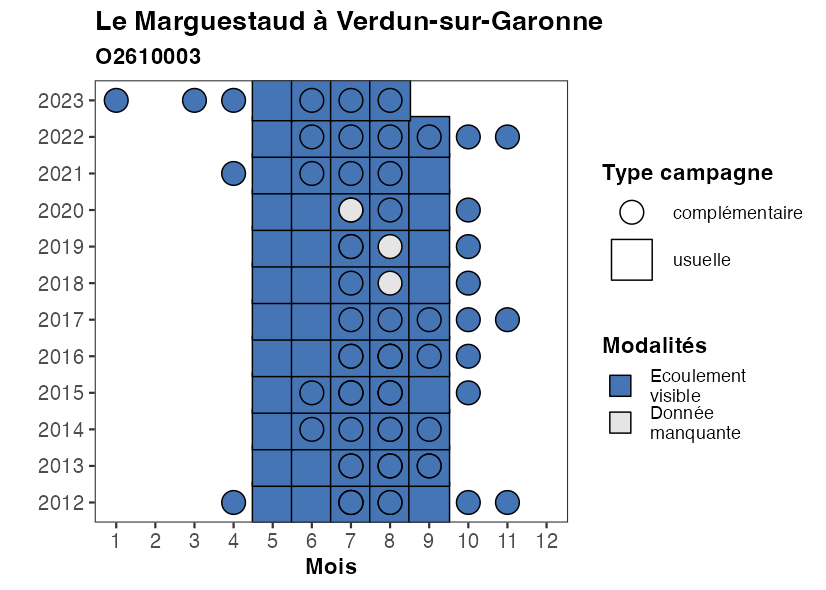 Le Marguestaud à Verdun-sur-Garonne
O2610003
2023
2022
2021
2020
2019
2018
2017
2016
2015
2014
2013
2012
1 2 3 4 5 6 7 8 9 10 11 12
Mois
Type campagne
complémentaire
usuelle
Modalités
Ecoulement
visible
Donnée
manquante